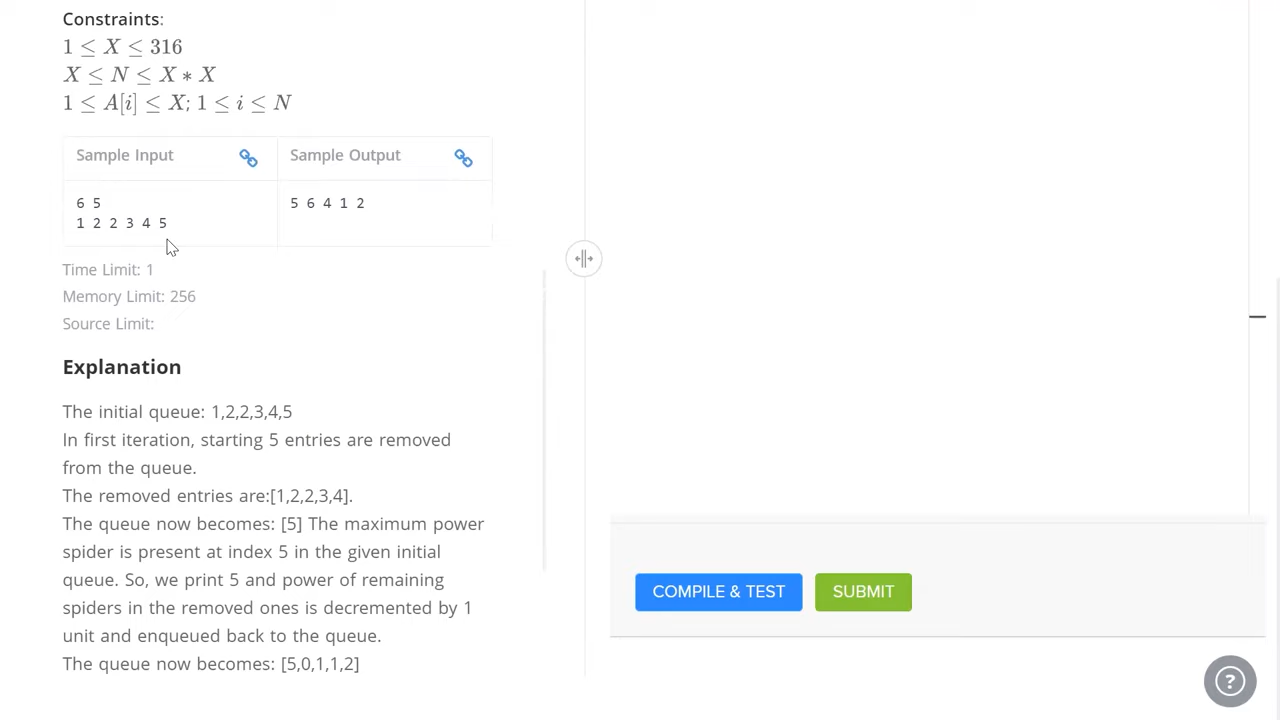 Constraints:
1 ≤ X ≤ 316
X ≤ N ≤ X * X
1 ≤ A[i] ≤ X; 1 ≤ i ≤ N
Sample Input
Sample Output
6 5
1 2 2 3 4 5
5 6 4 1 2
Time Limit: 1
Memory Limit: 256
Source Limit:
Explanation
The initial queue: 1,2,2,3,4,5
In first iteration, starting 5 entries are removed
from the queue.
The removed entries are:[1,2,2,3,4].
The queue now becomes: [5] The maximum power
spider is present at index 5 in the given initial
queue. So, we print 5 and power of remaining
spiders in the removed ones is decremented by 1
unit and enqueued back to the queue.
The queue now becomes: [5,0,1,1,2]
COMPILE & TEST
SUBMIT
?